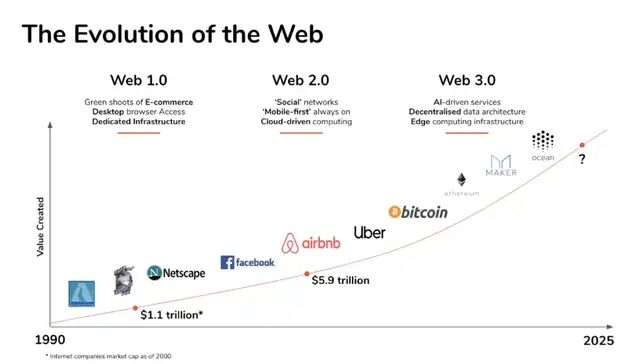 The Evolution of the Web
Web 1.0
Green shoots of E-commerce
Desktop browser Access
Dedicated Infrastructure
Web 2.0
'Social' networks
'Mobile-first' always on
Cloud-driven computing
Web 3.0
AI-driven services
Decentralised data architecture
Edge computing infrastructure
ocean
?
MAKER
ethereum
bitcoin
Uber
airbnb
facebook
Netscape
$5.9 trillion
$1.1 trillion*
Value Created
1990
2025
* Internet companies market cap as of 2000